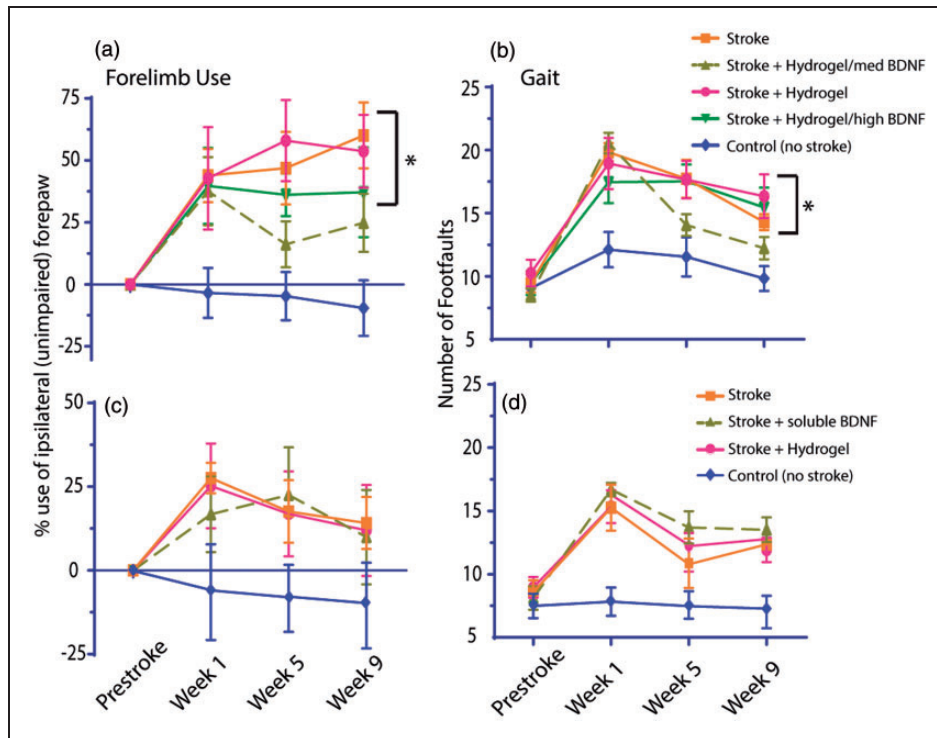 (a)
Forelimb Use
75
50
25
0
-25
*
(b)
Gait
Stroke
Stroke + Hydrogel/med BDNF
Stroke + Hydrogel
Stroke + Hydrogel/high BDNF
Control (no stroke)
25
20
15
10
5
*
% use of ipsilateral (unimpaired) forepaw
Number of Footfaults
(c)
50
25
0
-25
Prestroke
Week 1
Week 5
Week 9
(d)
Stroke
Stroke + soluble BDNF
Stroke + Hydrogel
Control (no stroke)
25
20
15
10
5
Prestroke
Week 1
Week 5
Week 9